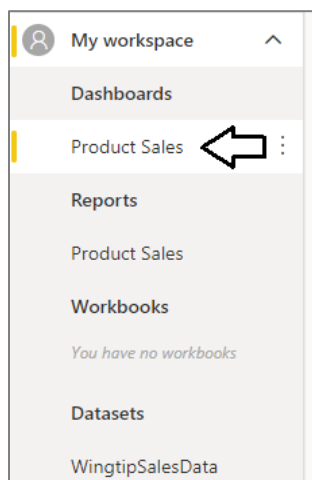 My workspace
Dashboards
Product Sales
Reports
Product Sales
Workbooks
You have no workbooks
Datasets
WingtipSalesData